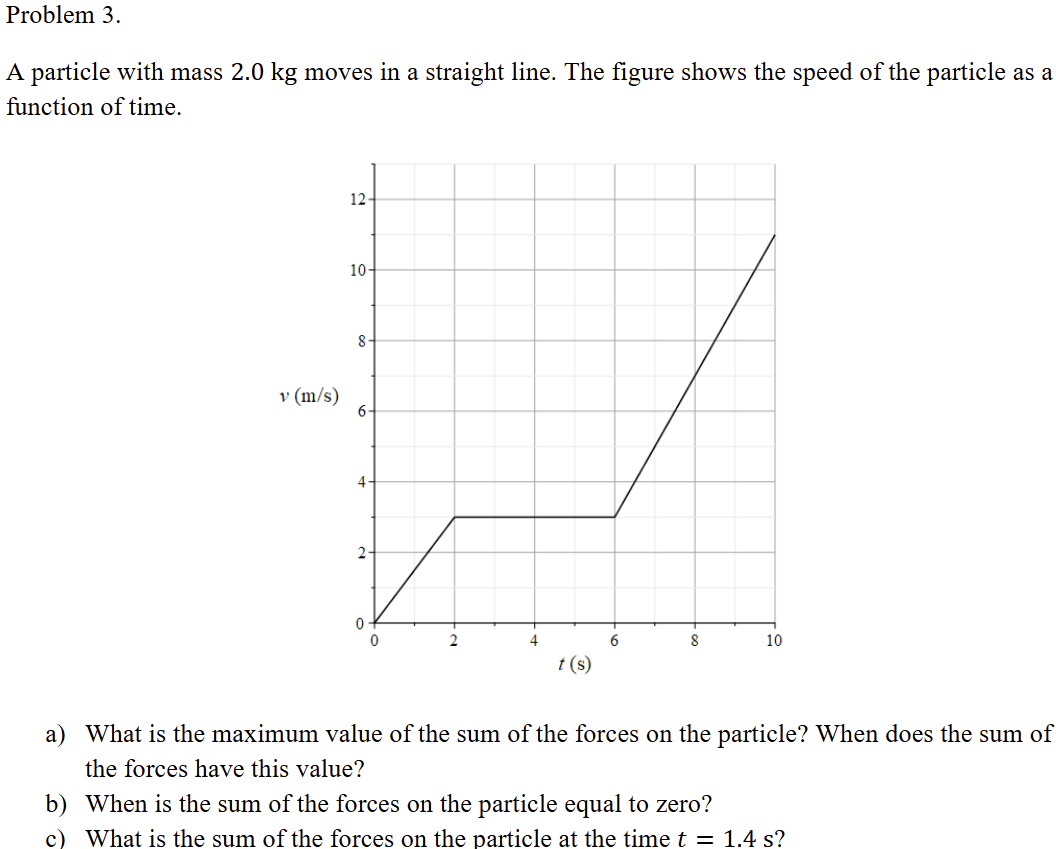 Problem 3.
A particle with mass 2.0 kg moves in a straight line. The figure shows the speed of the particle as a
function of time.
12
10
8
v (m/s)
6
4
2
0
0 2 4 6 8 10
t (s)
a) What is the maximum value of the sum of the forces on the particle? When does the sum of
the forces have this value?
b) When is the sum of the forces on the particle equal to zero?
c) What is the sum of the forces on the particle at the time t = 1.4 s?